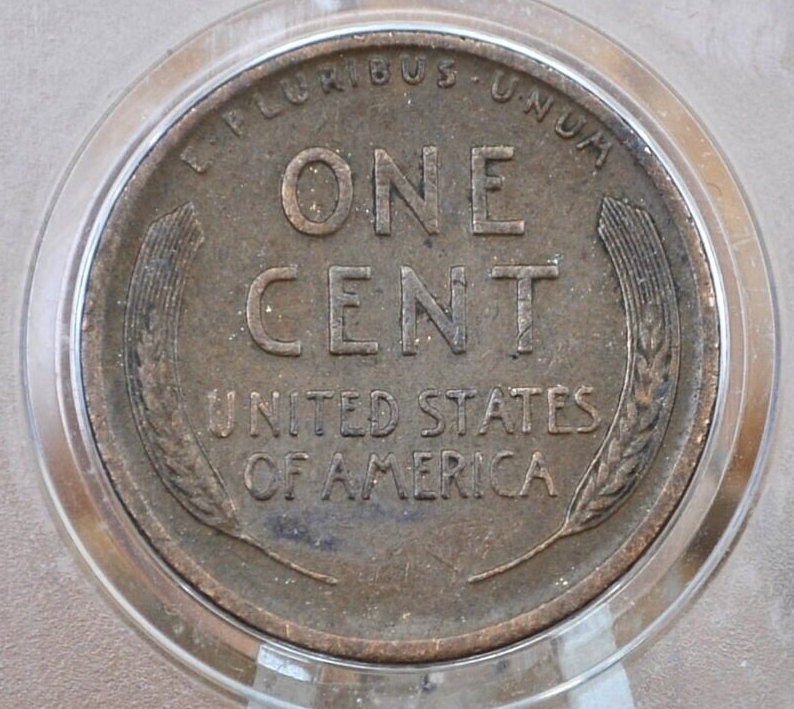 E·PLURIBUS·UNUM
ONE
CENT
UNITED STATES
OF AMERICA